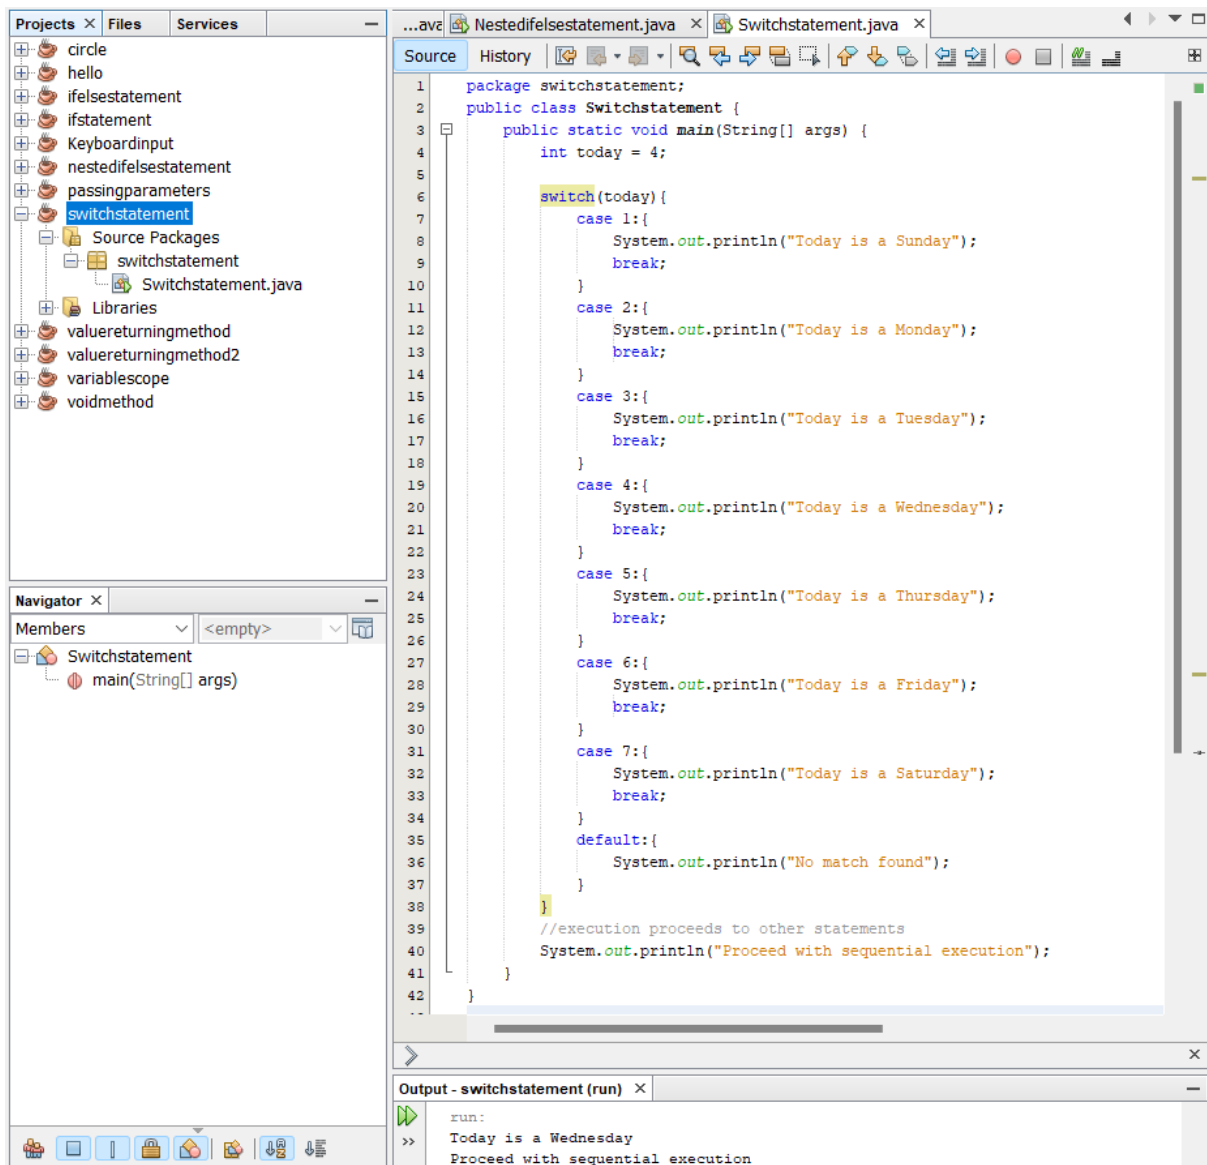 Projects Files Services
circle
hello
ifelsestatement
ifstatement
Keyboardinput
nestedifelsestatement
passingparameters
switchstatement
Source Packages
switchstatement
Switchstatement.java
Libraries
valuereturningmethod
valuereturningmethod2
variablescope
voidmethod
Navigator
Members <empty>
Switchstatement
main(String[] args)
...ava Nestedifelsestatement.java Switchstatement.java
Source History
1 package switchstatement;
2 public class Switchstatement {
3     public static void main(String[] args) {
4         int today = 4;
5
6         switch(today){
7             case 1:{
8                 System.out.println("Today is a Sunday");
9                 break;
10             }
11             case 2:{
12                 System.out.println("Today is a Monday");
13                 break;
14             }
15             case 3:{
16                 System.out.println("Today is a Tuesday");
17                 break;
18             }
19             case 4:{
20                 System.out.println("Today is a Wednesday");
21                 break;
22             }
23             case 5:{
24                 System.out.println("Today is a Thursday");
25                 break;
26             }
27             case 6:{
28                 System.out.println("Today is a Friday");
29                 break;
30             }
31             case 7:{
32                 System.out.println("Today is a Saturday");
33                 break;
34             }
35             default:{
36                 System.out.println("No match found");
37             }
38         }
39         //execution proceeds to other statements
40         System.out.println("Proceed with sequential execution");
41     }
42 }
Output - switchstatement (run)
run:
Today is a Wednesday
Proceed with sequential execution